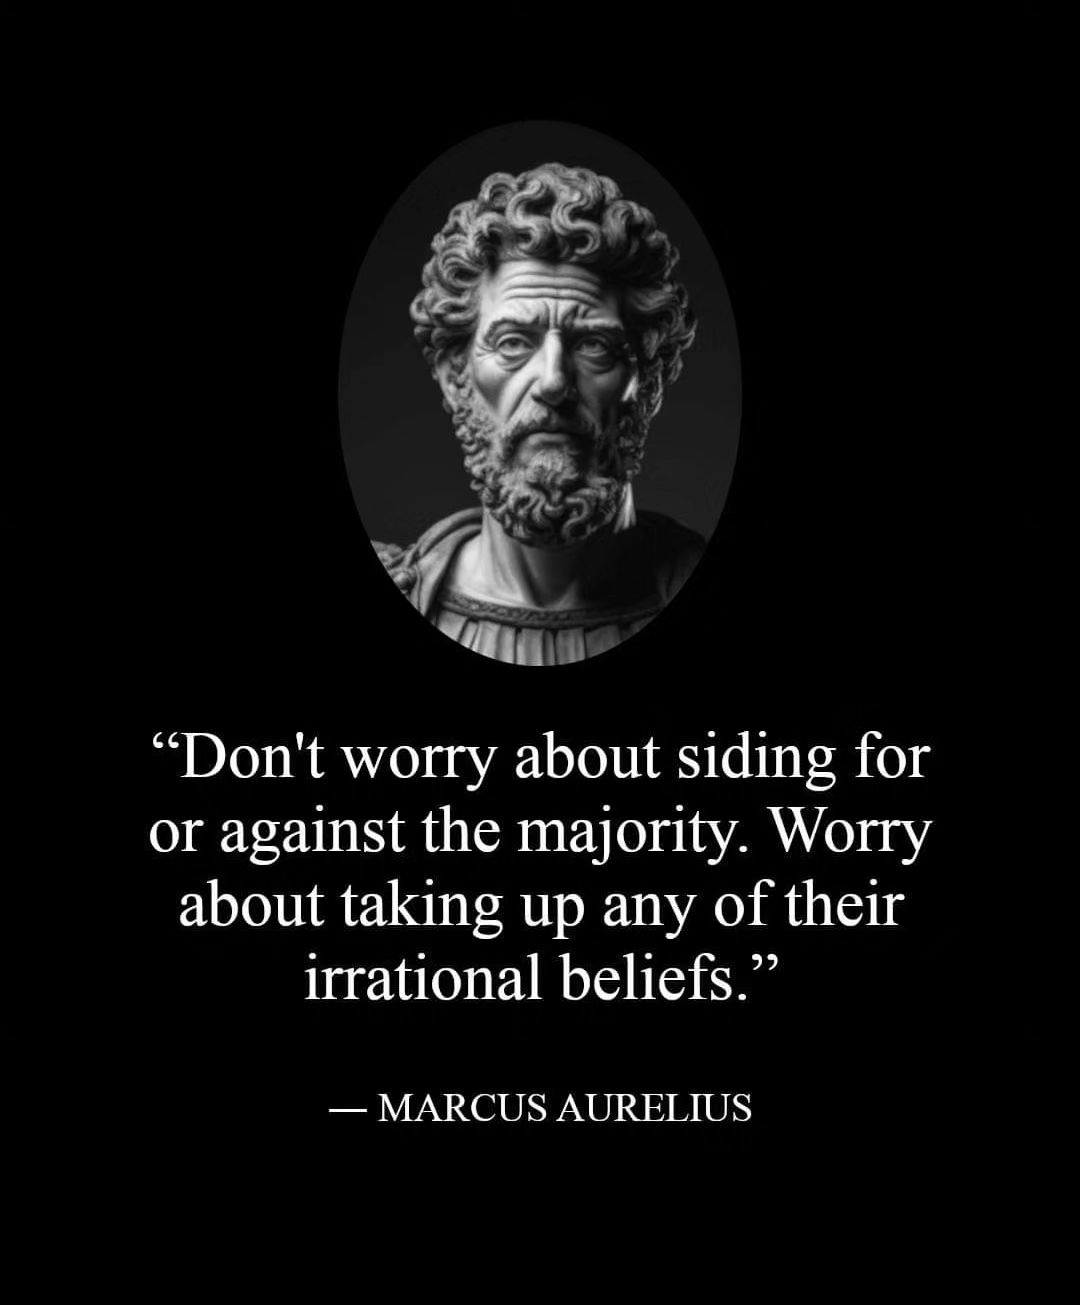 “Don't worry about siding for
or against the majority. Worry
about taking up any of their
irrational beliefs.”
— MARCUS AURELIUS